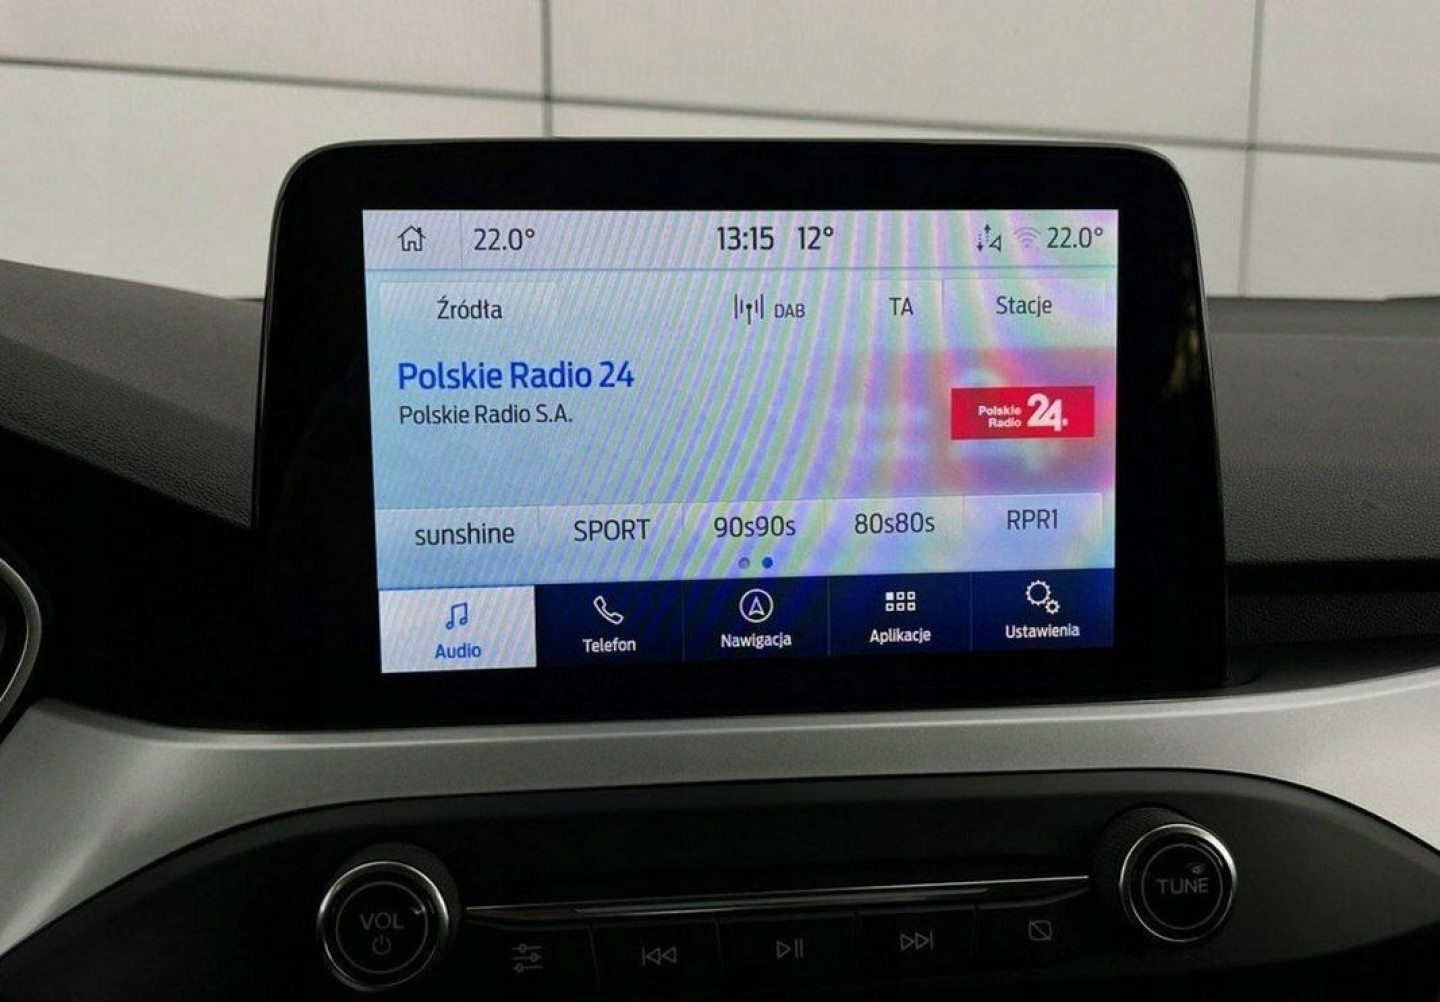 22.0° 13:15 12° 22.0°
Źródła DAB TA Stacje
Polskie Radio 24
Polskie Radio S.A.
Polskie
Radio 24.
sunshine SPORT 90s90s 80s80s RPR1
Audio Telefon Nawigacja Aplikacje Ustawienia
VOL TUNE